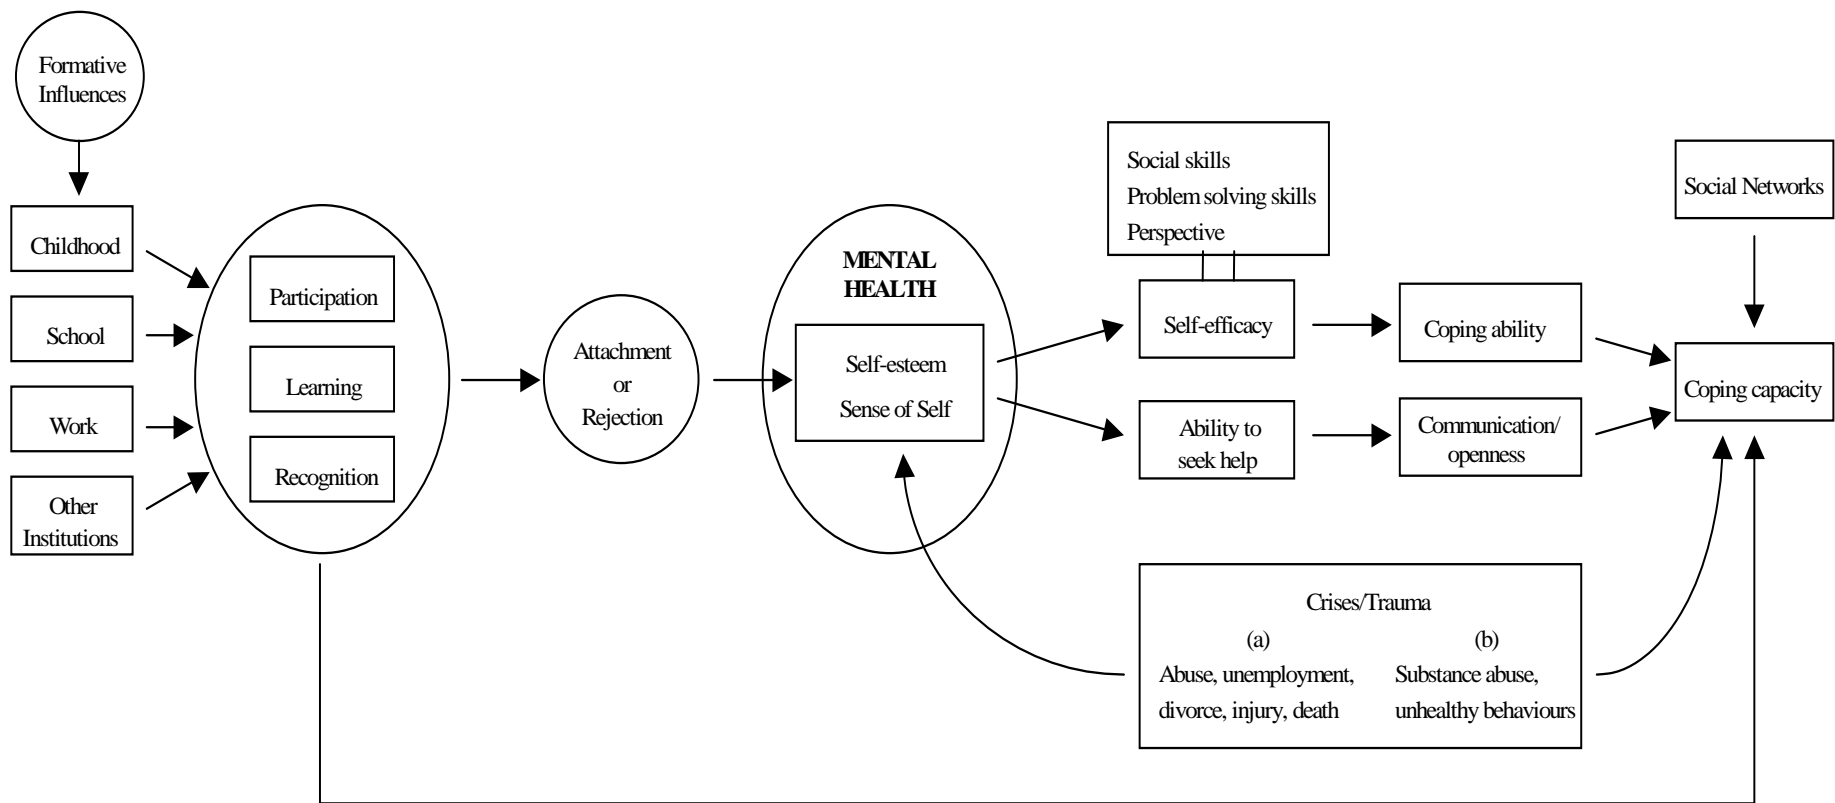 Formative
Influences
Childhood
School
Work
Other
Institutions
Participation
Learning
Recognition
Attachment
or
Rejection
MENTAL
HEALTH
Self-esteem
Sense of Self
Social skills
Problem solving skills
Perspective
Self-efficacy
Ability to
seek help
Coping ability
Communication/
openness
Social Networks
Coping capacity
Crises/Trauma
(a)
Abuse, unemployment,
divorce, injury, death
(b)
Substance abuse,
unhealthy behaviours